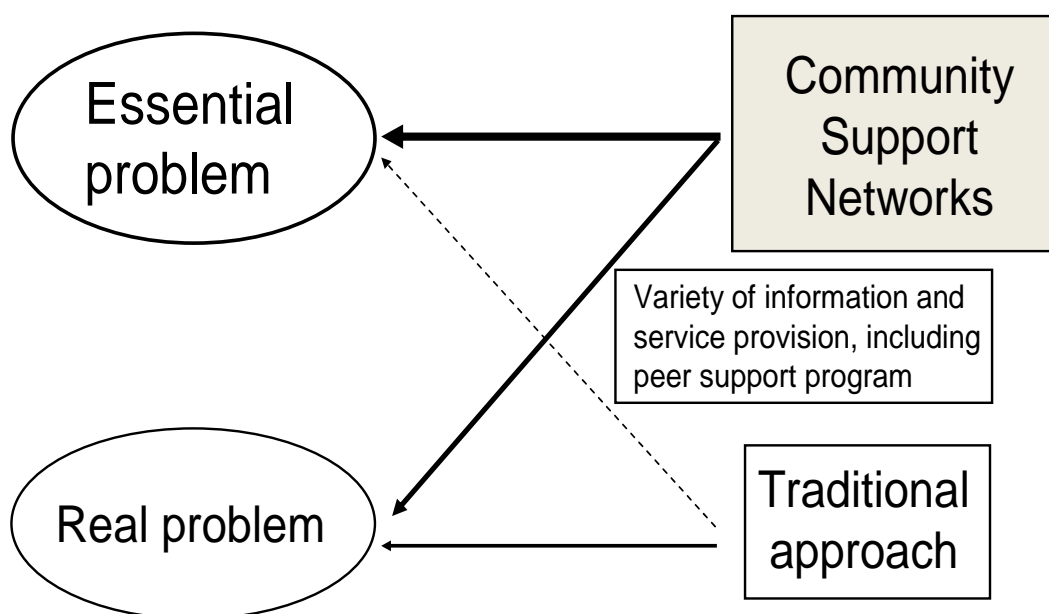 Essential
problem
Community
Support
Networks
Variety of information and
service provision, including
peer support program
Real problem
Traditional
approach